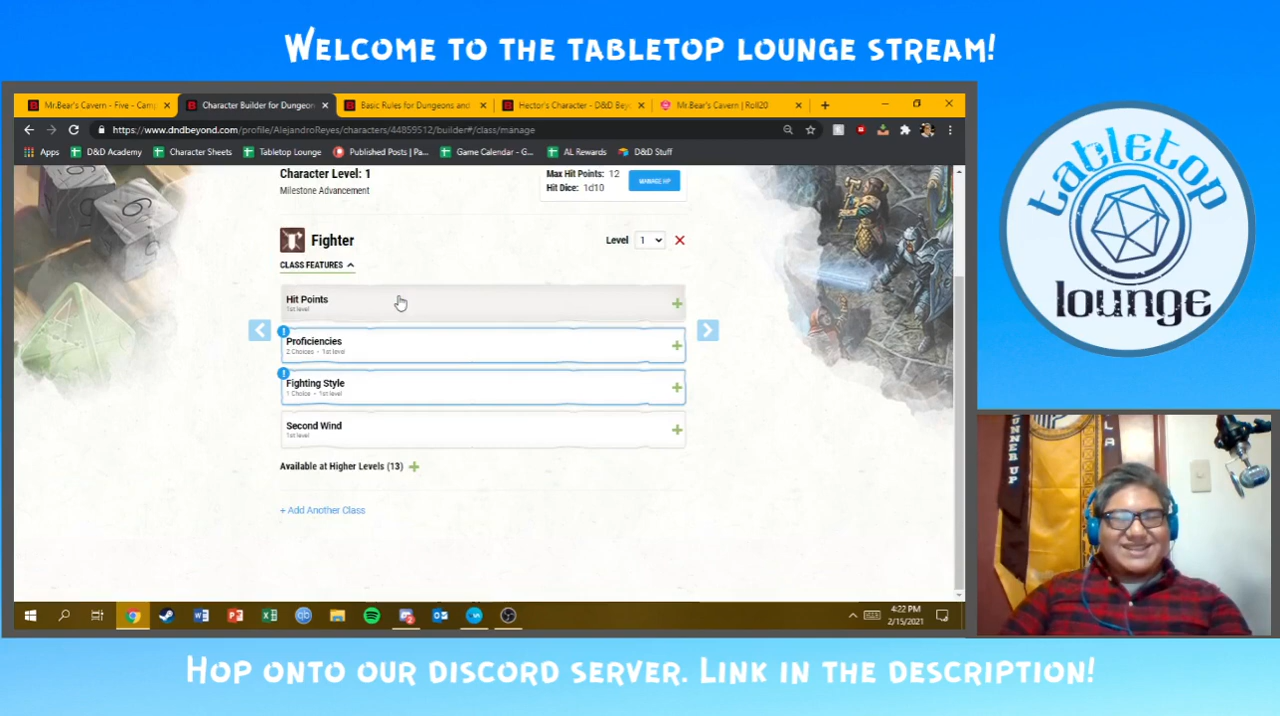 WELCOME TO THE TABLETOP LOUNGE STREAM!
Mr.Bear's Cavern - Five - Camp
Character Builder for Dungeon
Basic Rules for Dungeons and
Hector's Character - D&D Bey
Mr.Bear's Cavern | Roll20
https://www.dndbeyond.com/profile/AlejandroReyes/characters/44859512/builder#/class/manage
Apps
D&D Academy
Character Sheets
Tabletop Lounge
Published Posts | Pa...
Game Calendar - G...
AL Rewards
D&D Stuff
Character Level: 1
Milestone Advancement
Max Hit Points: 12
Hit Dice: 1d10
MANAGE HP
Fighter
Level 1
CLASS FEATURES
Hit Points
1st level
Proficiencies
2 Choices • 1st level
Fighting Style
1 Choice • 1st level
Second Wind
1st level
Available at Higher Levels (13)
+ Add Another Class
4:22 PM
2/15/2021
tabletop
lounge
RUNNER UP
LA
HOP ONTO OUR DISCORD SERVER. LINK IN THE DESCRIPTION!